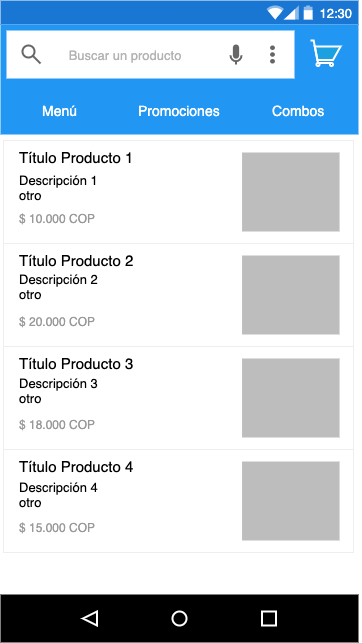 12:30
Buscar un producto
Menú Promociones Combos
Título Producto 1
Descripción 1
otro
$ 10.000 COP
Título Producto 2
Descripción 2
otro
$ 20.000 COP
Título Producto 3
Descripción 3
otro
$ 18.000 COP
Título Producto 4
Descripción 4
otro
$ 15.000 COP